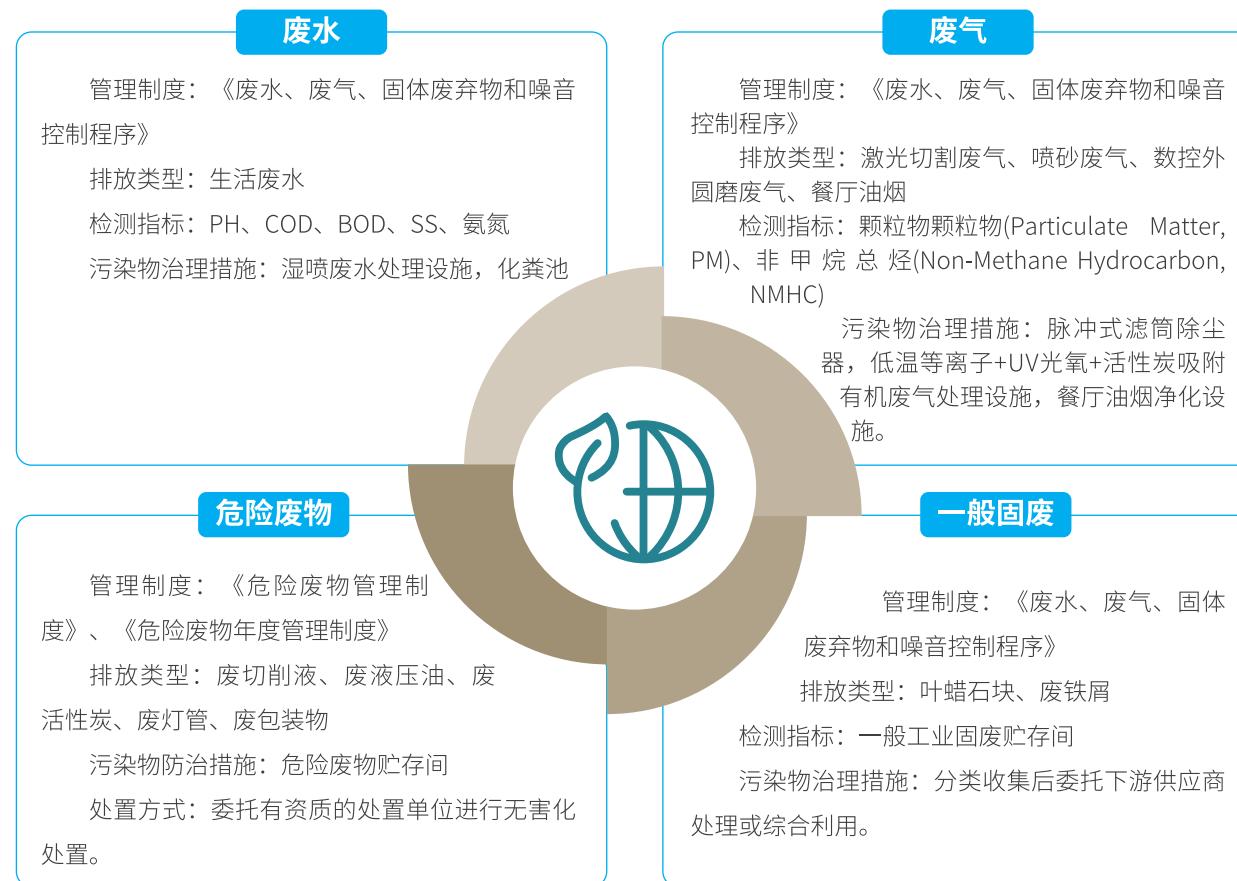 废水
管理制度：《废水、废气、固体废弃物和噪音
控制程序》
排放类型：生活废水
检测指标：PH、COD、BOD、SS、氨氮
污染物治理措施：湿喷废水处理设施，化粪池
废气
管理制度：《废水、废气、固体废弃物和噪音
控制程序》
排放类型：激光切割废气、喷砂废气、数控外
圆磨废气、餐厅油烟
检测指标：颗粒物颗粒物(Particulate Matter,
PM)、非甲烷总烃(Non-Methane Hydrocarbon,
NMHC)
污染物治理措施：脉冲式滤筒除尘
器，低温等离子+UV光氧+活性炭吸附
有机废气处理设施，餐厅油烟净化设
施。
危险废物
管理制度：《危险废物管理制
度》、《危险废物年度管理制度》
排放类型：废切削液、废液压油、废
活性炭、废灯管、废包装物
污染物防治措施：危险废物贮存间
处置方式：委托有资质的处置单位进行无害化
处置。
一般固废
管理制度：《废水、废气、固体
废弃物和噪音控制程序》
排放类型：叶蜡石块、废铁屑
检测指标：一般工业固废贮存间
污染物治理措施：分类收集后委托下游供应商
处理或综合利用。